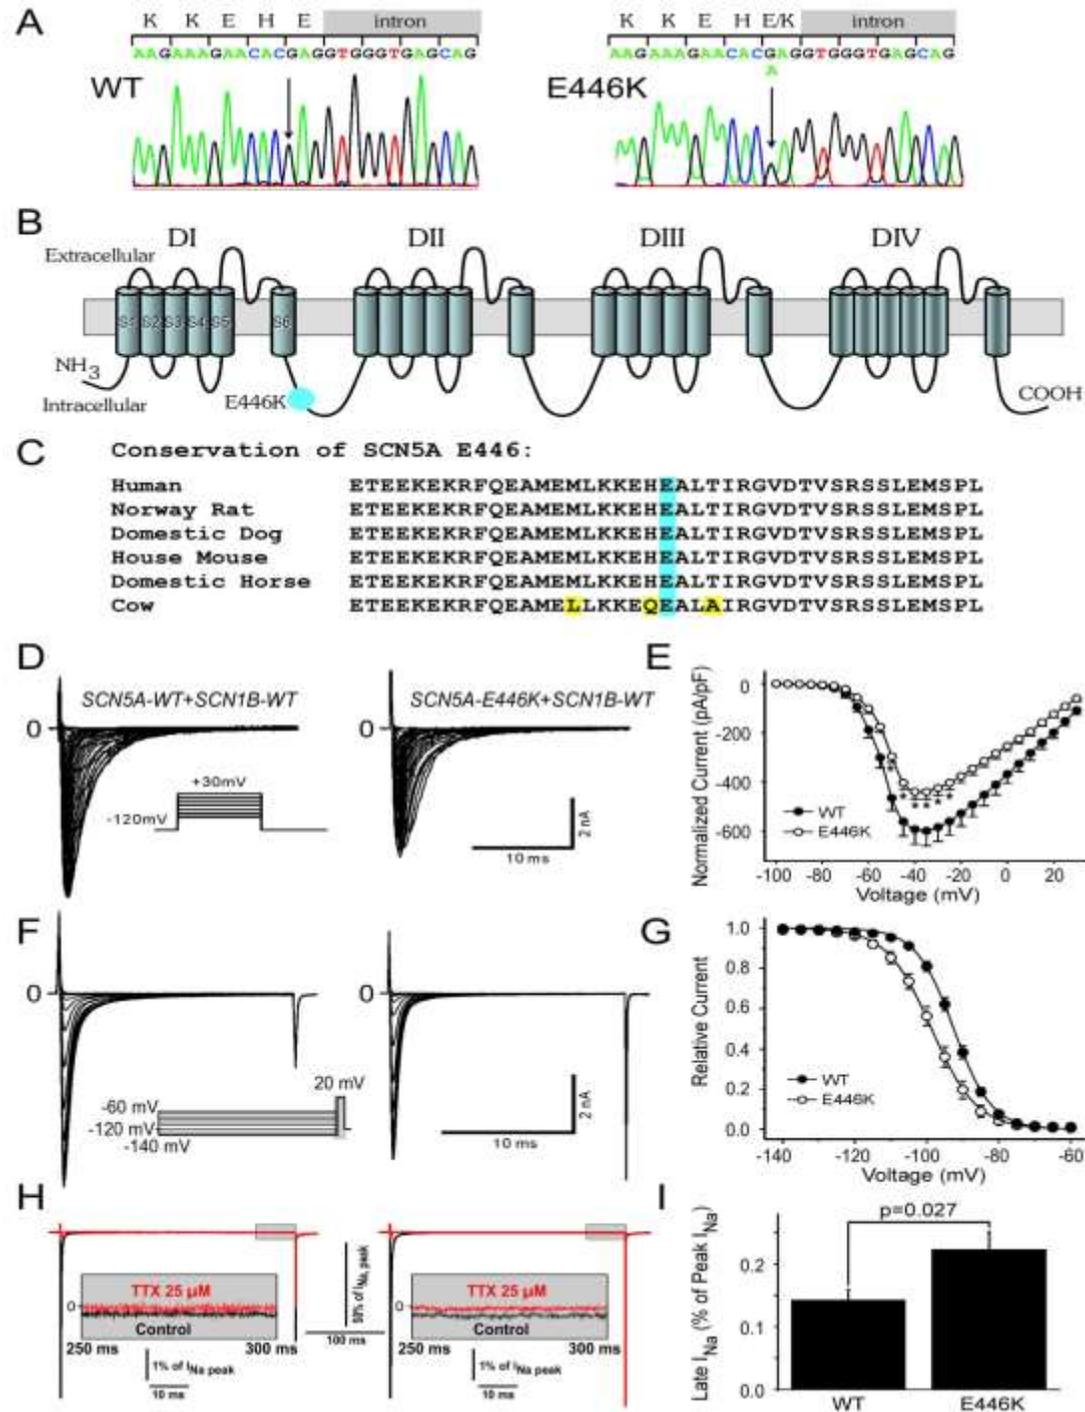 A
K K E H E intron
AAGAAAGAACACGAGGTGGGTGAGCAG
WT
K K E H E/K intron
AAGAAAGAACACGAGGTGGGTGAGCAG
A
E446K
B
DI DII DIII DIV
Extracellular
S1 S2 S3 S4 S5 S6
NH3
Intracellular
E446K
COOH
C
Conservation of SCN5A E446:
Human ETEEKEKRFQEAMEMLKKEHEALTIRGVDTVSRSSLEMSPL
Norway Rat ETEEKEKRFQEAMEMLKKEHEALTIRGVDTVSRSSLEMSPL
Domestic Dog ETEEKEKRFQEAMEMLKKEHEALTIRGVDTVSRSSLEMSPL
House Mouse ETEEKEKRFQEAMEMLKKEHEALTIRGVDTVSRSSLEMSPL
Domestic Horse ETEEKEKRFQEAMEMLKKEHEALTIRGVDTVSRSSLEMSPL
Cow ETEEKEKRFQEAMELLKKEQEALAIRGVDTVSRSSLEMSPL
D
SCN5A-WT+SCN1B-WT
0
+30mV
-120mV
SCN5A-E446K+SCN1B-WT
2 nA
10 ms
E
Normalized Current (pA/pF)
0
-200
-400
-600
* * * * * *
WT
E446K
-100 -80 -60 -40 -20 0 20
Voltage (mV)
F
0
20 mV
-60 mV
-120 mV
-140 mV
2 nA
10 ms
G
Relative Current
1.0
0.8
0.6
0.4
0.2
0.0
WT
E446K
-140 -120 -100 -80 -60
Voltage (mV)
H
TTX 25 µM
0
Control
250 ms 300 ms
1% of INa peak
10 ms
50% of INa, peak
100 ms
TTX 25 µM
0
Control
250 ms 300 ms
1% of INa peak
10 ms
I
Late INa (% of Peak INa)
p=0.027
0.2
0.1
0.0
WT E446K